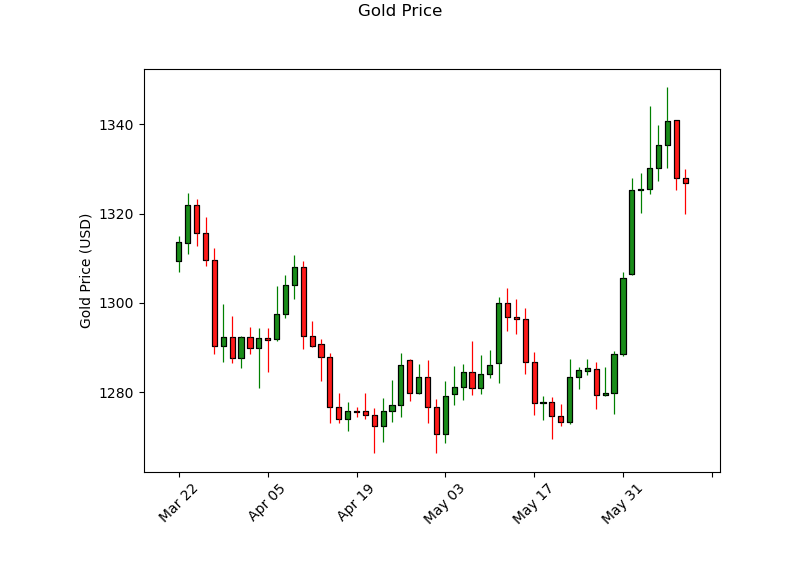 Gold Price
Gold Price (USD)
1340
1320
1300
1280
Mar 22
Apr 05
Apr 19
May 03
May 17
May 31